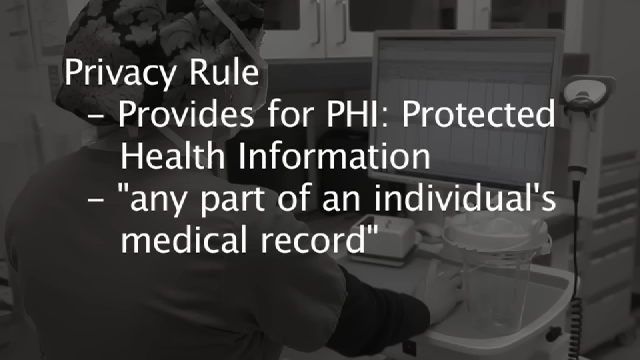 Privacy Rule
– Provides for PHI: Protected
Health Information
– "any part of an individual's
medical record"